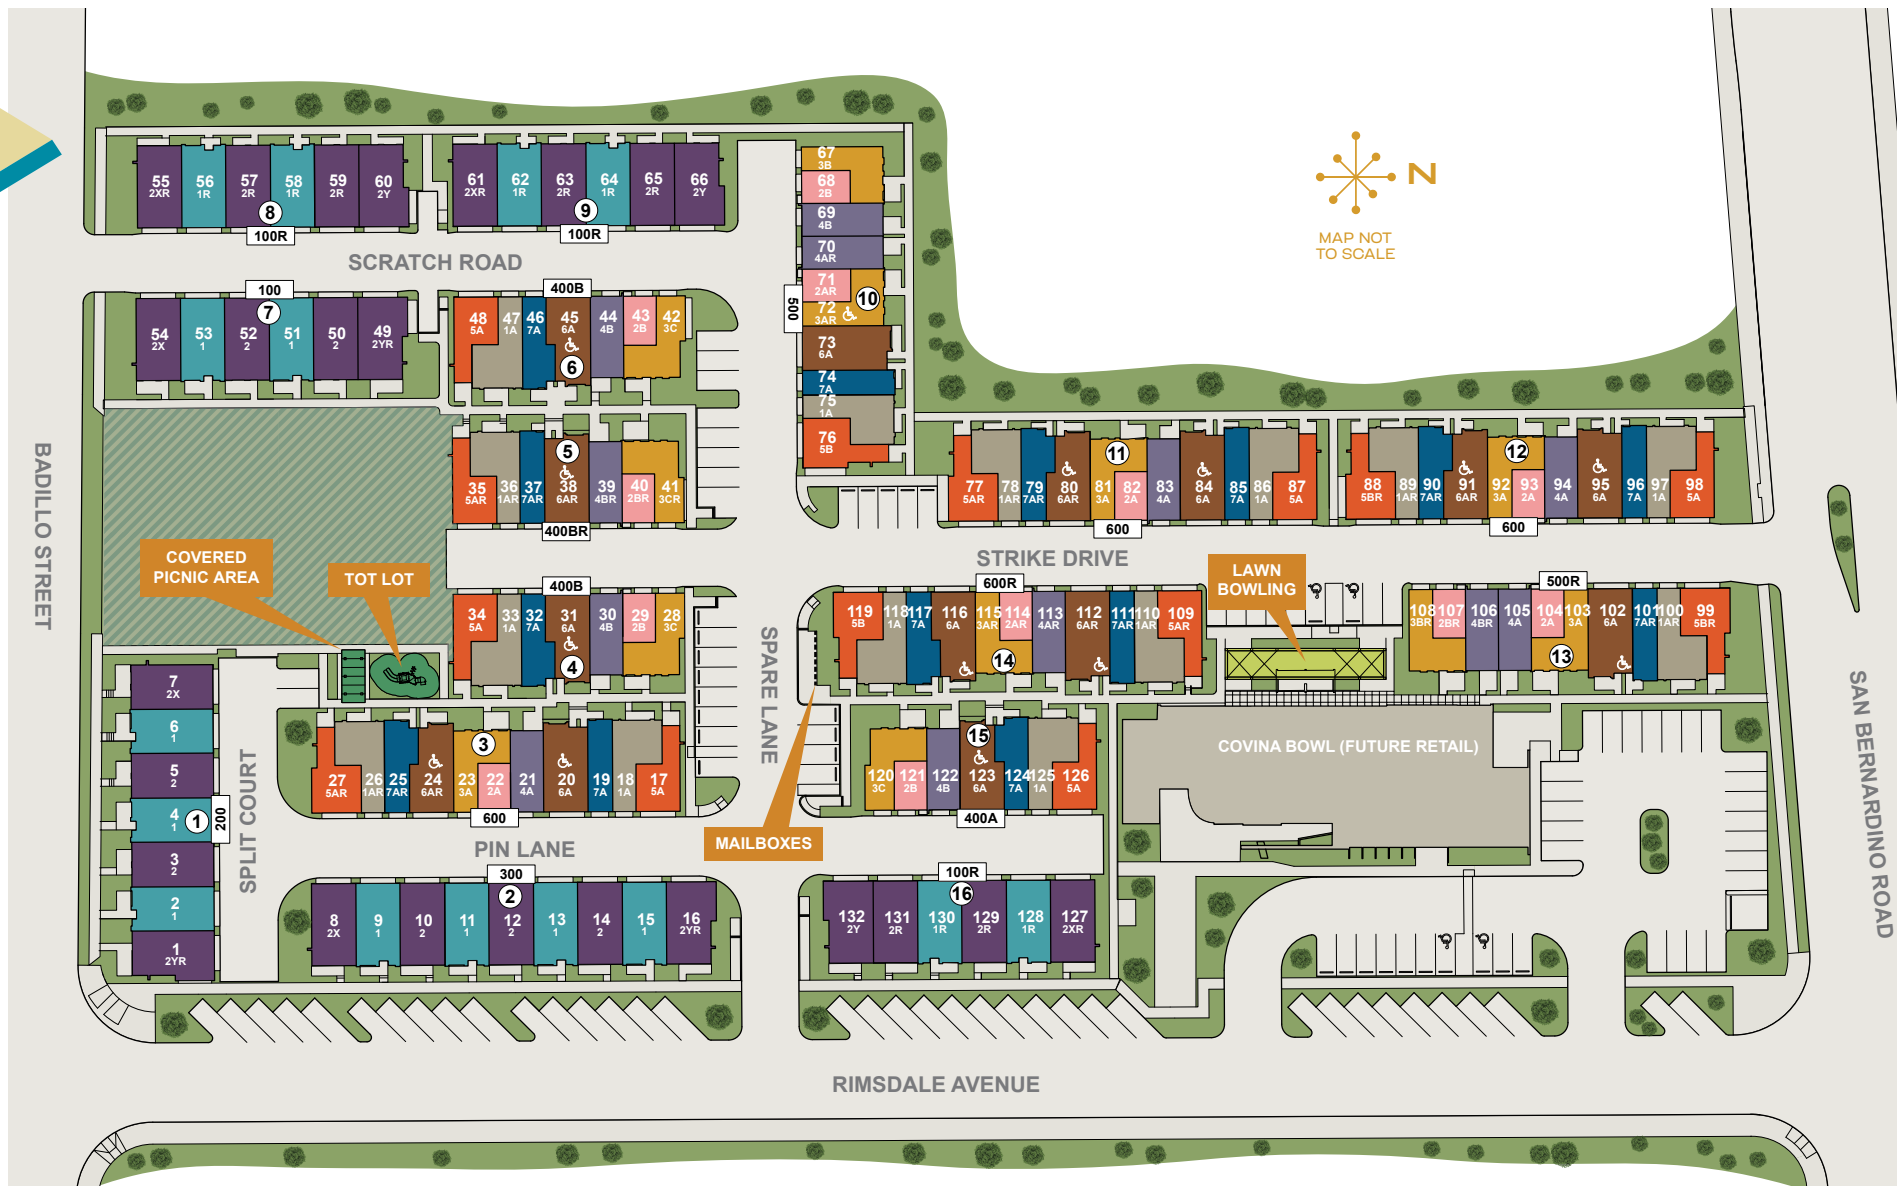 55
2XR
56
1R
57
2R
58
1R
59
2R
60
2Y
8
100R
61
2XR
62
1R
63
2R
64
1R
65
2R
66
2Y
9
100R
67
3B
68
2B
69
4B
70
4AR
71
2AR
72
3AR
10
73
6A
74
7A
75
1A
76
5B
500
N
MAP NOT
TO SCALE
SCRATCH ROAD
100
7
54
2X
53
1
52
2
51
1
50
2
49
2YR
400B
48
5A
47
1A
46
7A
45
6A
44
4B
43
2B
42
3C
6
5
35
5AR
36
1AR
37
7AR
38
6AR
39
4BR
40
2BR
41
3CR
400BR
11
77
5AR
78
1AR
79
7AR
80
6AR
81
3A
82
2A
83
4A
84
6A
85
7A
86
1A
87
5A
600
12
88
5BR
89
1AR
90
7AR
91
6AR
92
3A
93
2A
94
4A
95
6A
96
7A
97
1A
98
5A
600
BADILLO STREET
COVERED
PICNIC AREA
TOT LOT
STRIKE DRIVE
LAWN
BOWLING
400B
34
5A
33
1A
32
7A
31
6A
30
4B
29
2B
28
3C
4
SPARE LANE
600R
119
5B
118
1A
117
7A
116
6A
115
3AR
114
2AR
113
4AR
112
6AR
111
7AR
110
1AR
109
5AR
14
500R
108
3BR
107
2BR
106
4BR
105
4A
104
2A
103
3A
102
6A
101
7AR
100
1AR
99
5BR
13
7
2X
6
1
5
2
4
1
3
2
2
1
1
2YR
1
200
SPLIT COURT
3
27
5AR
26
1AR
25
7AR
24
6AR
23
3A
22
2A
21
4A
20
6A
19
7A
18
1A
17
5A
600
15
120
3C
121
2B
122
4B
123
6A
124
7A
125
1A
126
5A
400A
COVINA BOWL (FUTURE RETAIL)
MAILBOXES
PIN LANE
300
2
8
2X
9
1
10
2
11
1
12
2
13
1
14
2
15
1
16
2YR
100R
16
132
2Y
131
2R
130
1R
129
2R
128
1R
127
2XR
SAN BERNARDINO ROAD
RIMSDALE AVENUE